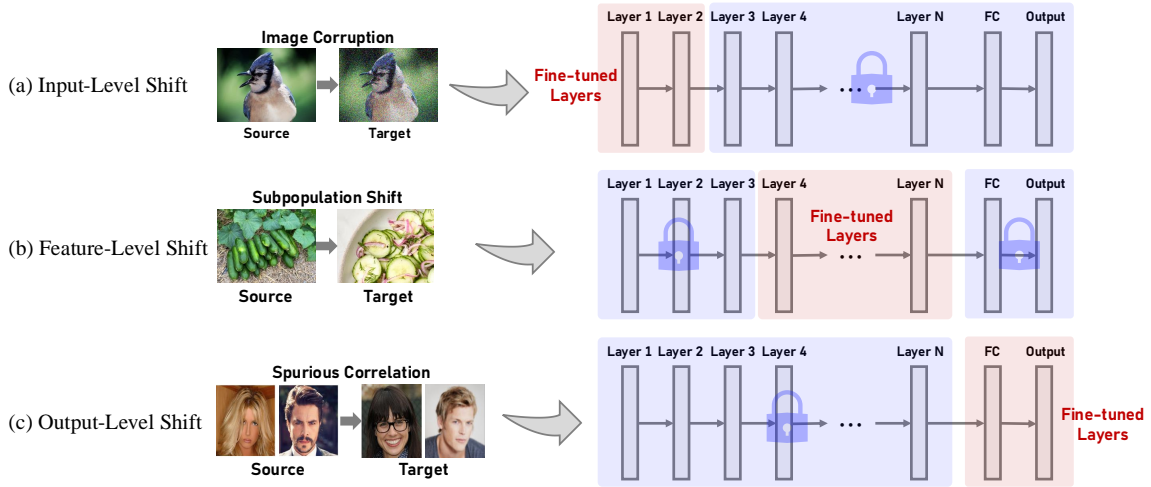 Layer 1 Layer 2 Layer 3 Layer 4 Layer N FC Output
Image Corruption
(a) Input-Level Shift
Fine-tuned
Layers
...
Source Target
Layer 1 Layer 2 Layer 3 Layer 4 Layer N FC Output
Subpopulation Shift
(b) Feature-Level Shift
Fine-tuned
Layers
...
Source Target
Layer 1 Layer 2 Layer 3 Layer 4 Layer N FC Output
Spurious Correlation
(c) Output-Level Shift
...
Fine-tuned
Layers
Source Target